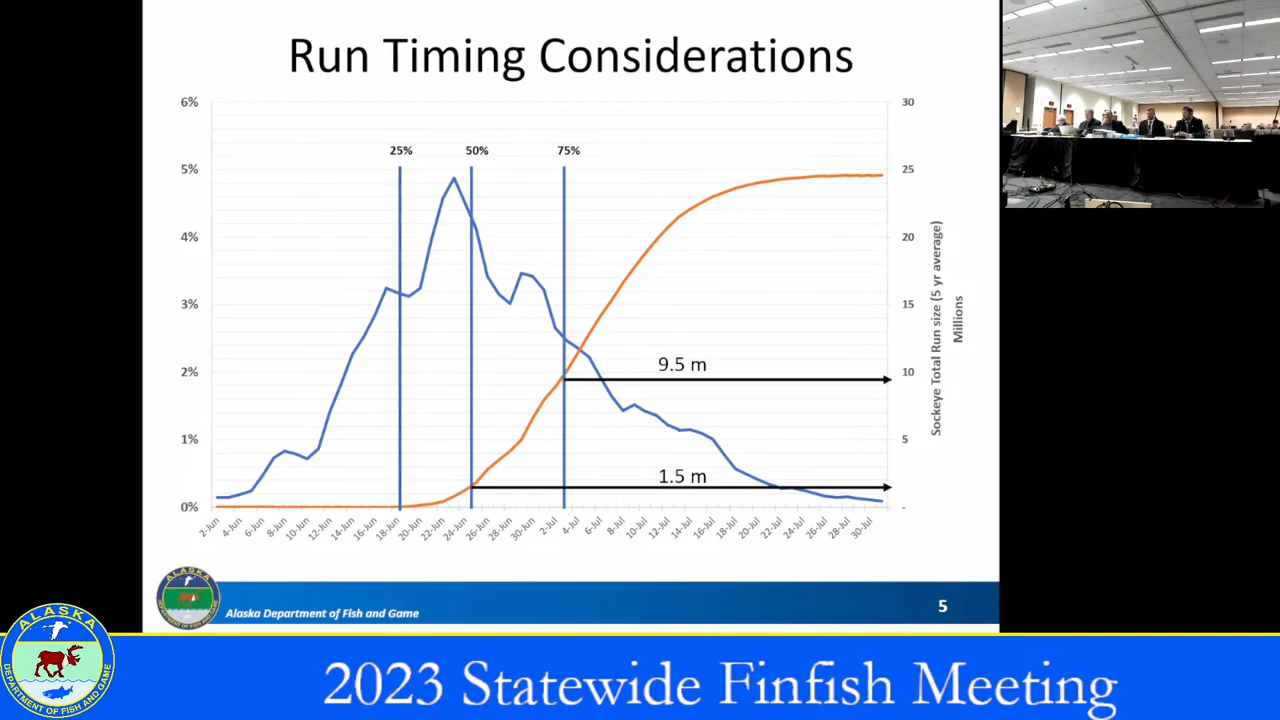 Run Timing Considerations
6%
5%
4%
3%
2%
1%
0%
25%
50%
75%
9.5 m
1.5 m
30
25
20
15
10
5
-
Sockeye Total Run size (5 yr average)
Millions
2-Jun
4-Jun
6-Jun
8-Jun
10-Jun
12-Jun
14-Jun
16-Jun
18-Jun
20-Jun
22-Jun
24-Jun
26-Jun
28-Jun
30-Jun
2-Jul
4-Jul
6-Jul
8-Jul
10-Jul
12-Jul
14-Jul
16-Jul
18-Jul
20-Jul
22-Jul
24-Jul
26-Jul
28-Jul
30-Jul
ALASKA
Alaska Department of Fish and Game
5
ALASKA
DEPARTMENT OF FISH AND GAME
2023 Statewide Finfish Meeting